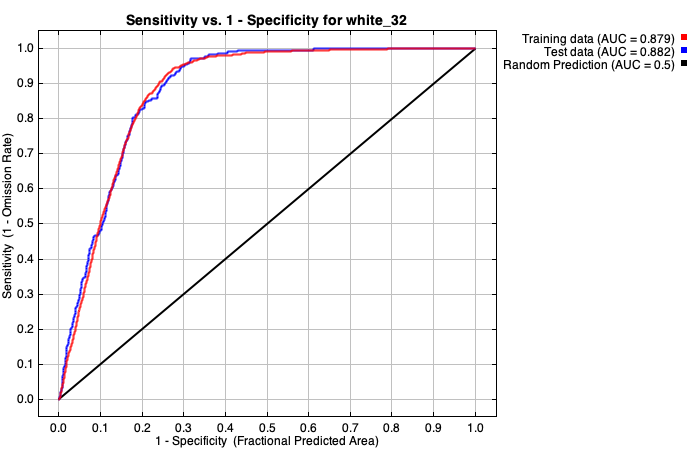 Sensitivity vs. 1 - Specificity for white_32
Training data (AUC = 0.879)
Test data (AUC = 0.882)
Random Prediction (AUC = 0.5)
Sensitivity (1 - Omission Rate)
1.0
0.9
0.8
0.7
0.6
0.5
0.4
0.3
0.2
0.1
0.0
0.0 0.1 0.2 0.3 0.4 0.5 0.6 0.7 0.8 0.9 1.0
1 - Specificity (Fractional Predicted Area)